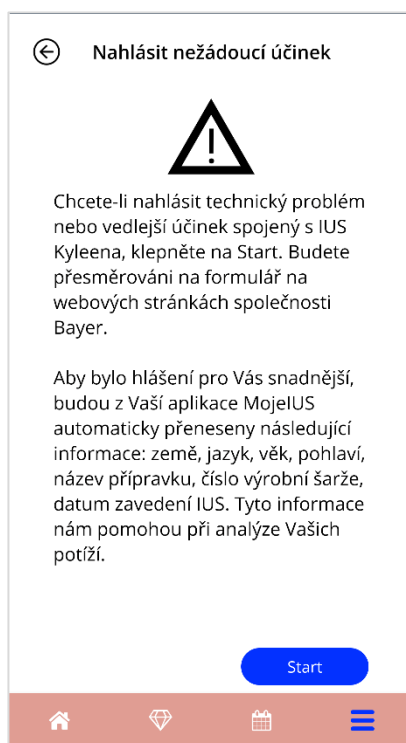 Nahlásit nežádoucí účinek
Chcete-li nahlásit technický problém
nebo vedlejší účinek spojený s IUS
Kyleena, klepněte na Start. Budete
přesměrováni na formulář na
webových stránkách společnosti
Bayer.
Aby bylo hlášení pro Vás snadnější,
budou z Vaší aplikace MojeIUS
automaticky přeneseny následující
informace: země, jazyk, věk, pohlaví,
název přípravku, číslo výrobní šarže,
datum zavedení IUS. Tyto informace
nám pomohou při analýze Vašich
potíží.
Start